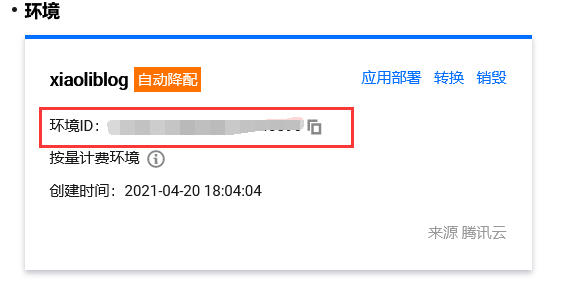 • 环境
xiaoliblog 自动降配 应用部署 转换 销毁
环境ID：
按量计费环境
创建时间：2021-04-20 18:04:04
来源 腾讯云